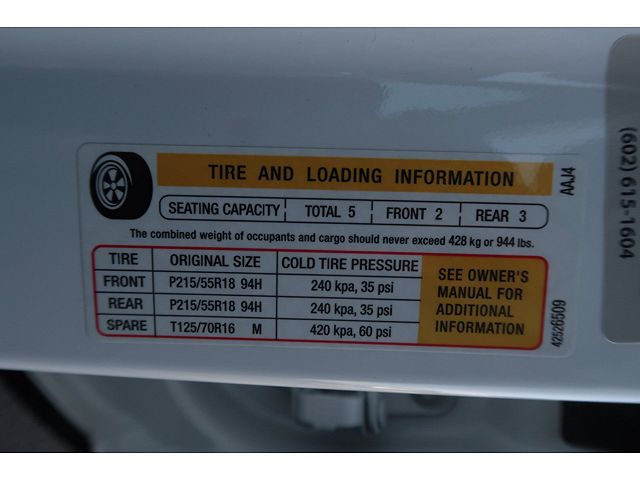 TIRE AND LOADING INFORMATION
SEATING CAPACITY TOTAL 5 FRONT 2 REAR 3
The combined weight of occupants and cargo should never exceed 428 kg or 944 lbs.
TIRE ORIGINAL SIZE COLD TIRE PRESSURE
FRONT P215/55R18 94H 240 kpa, 35 psi
REAR P215/55R18 94H 240 kpa, 35 psi
SPARE T125/70R16 M 420 kpa, 60 psi
SEE OWNER'S
MANUAL FOR
ADDITIONAL
INFORMATION
AAJ4
42526509
(602) 615-1604